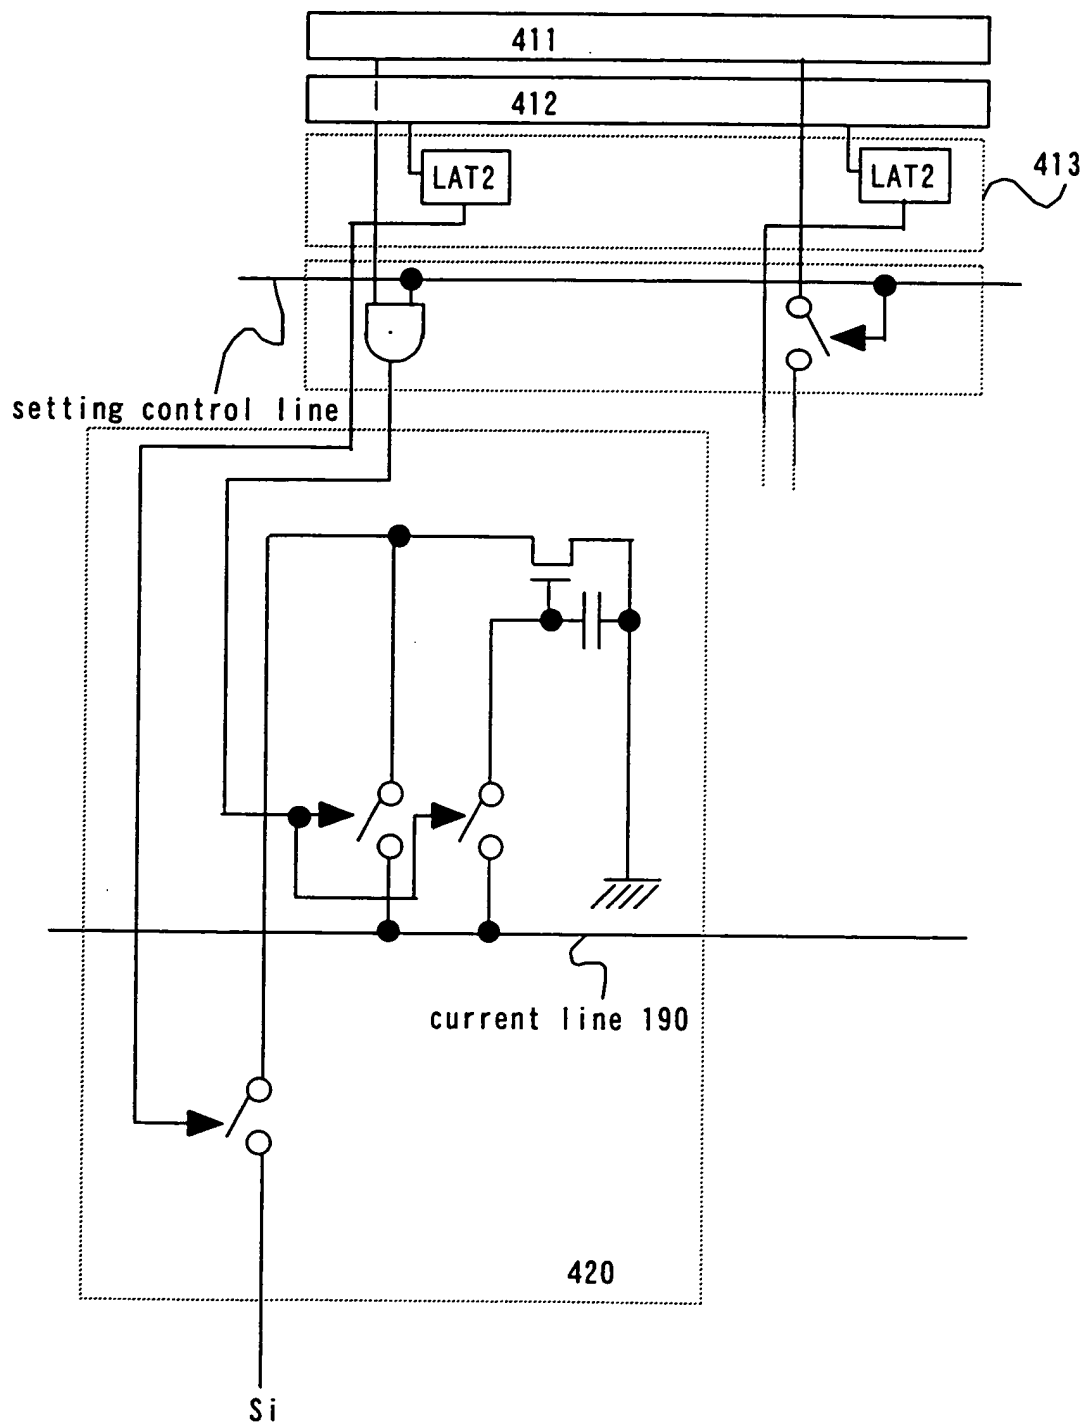 411
412
LAT2
LAT2
413
setting control line
current line 190
420
Si